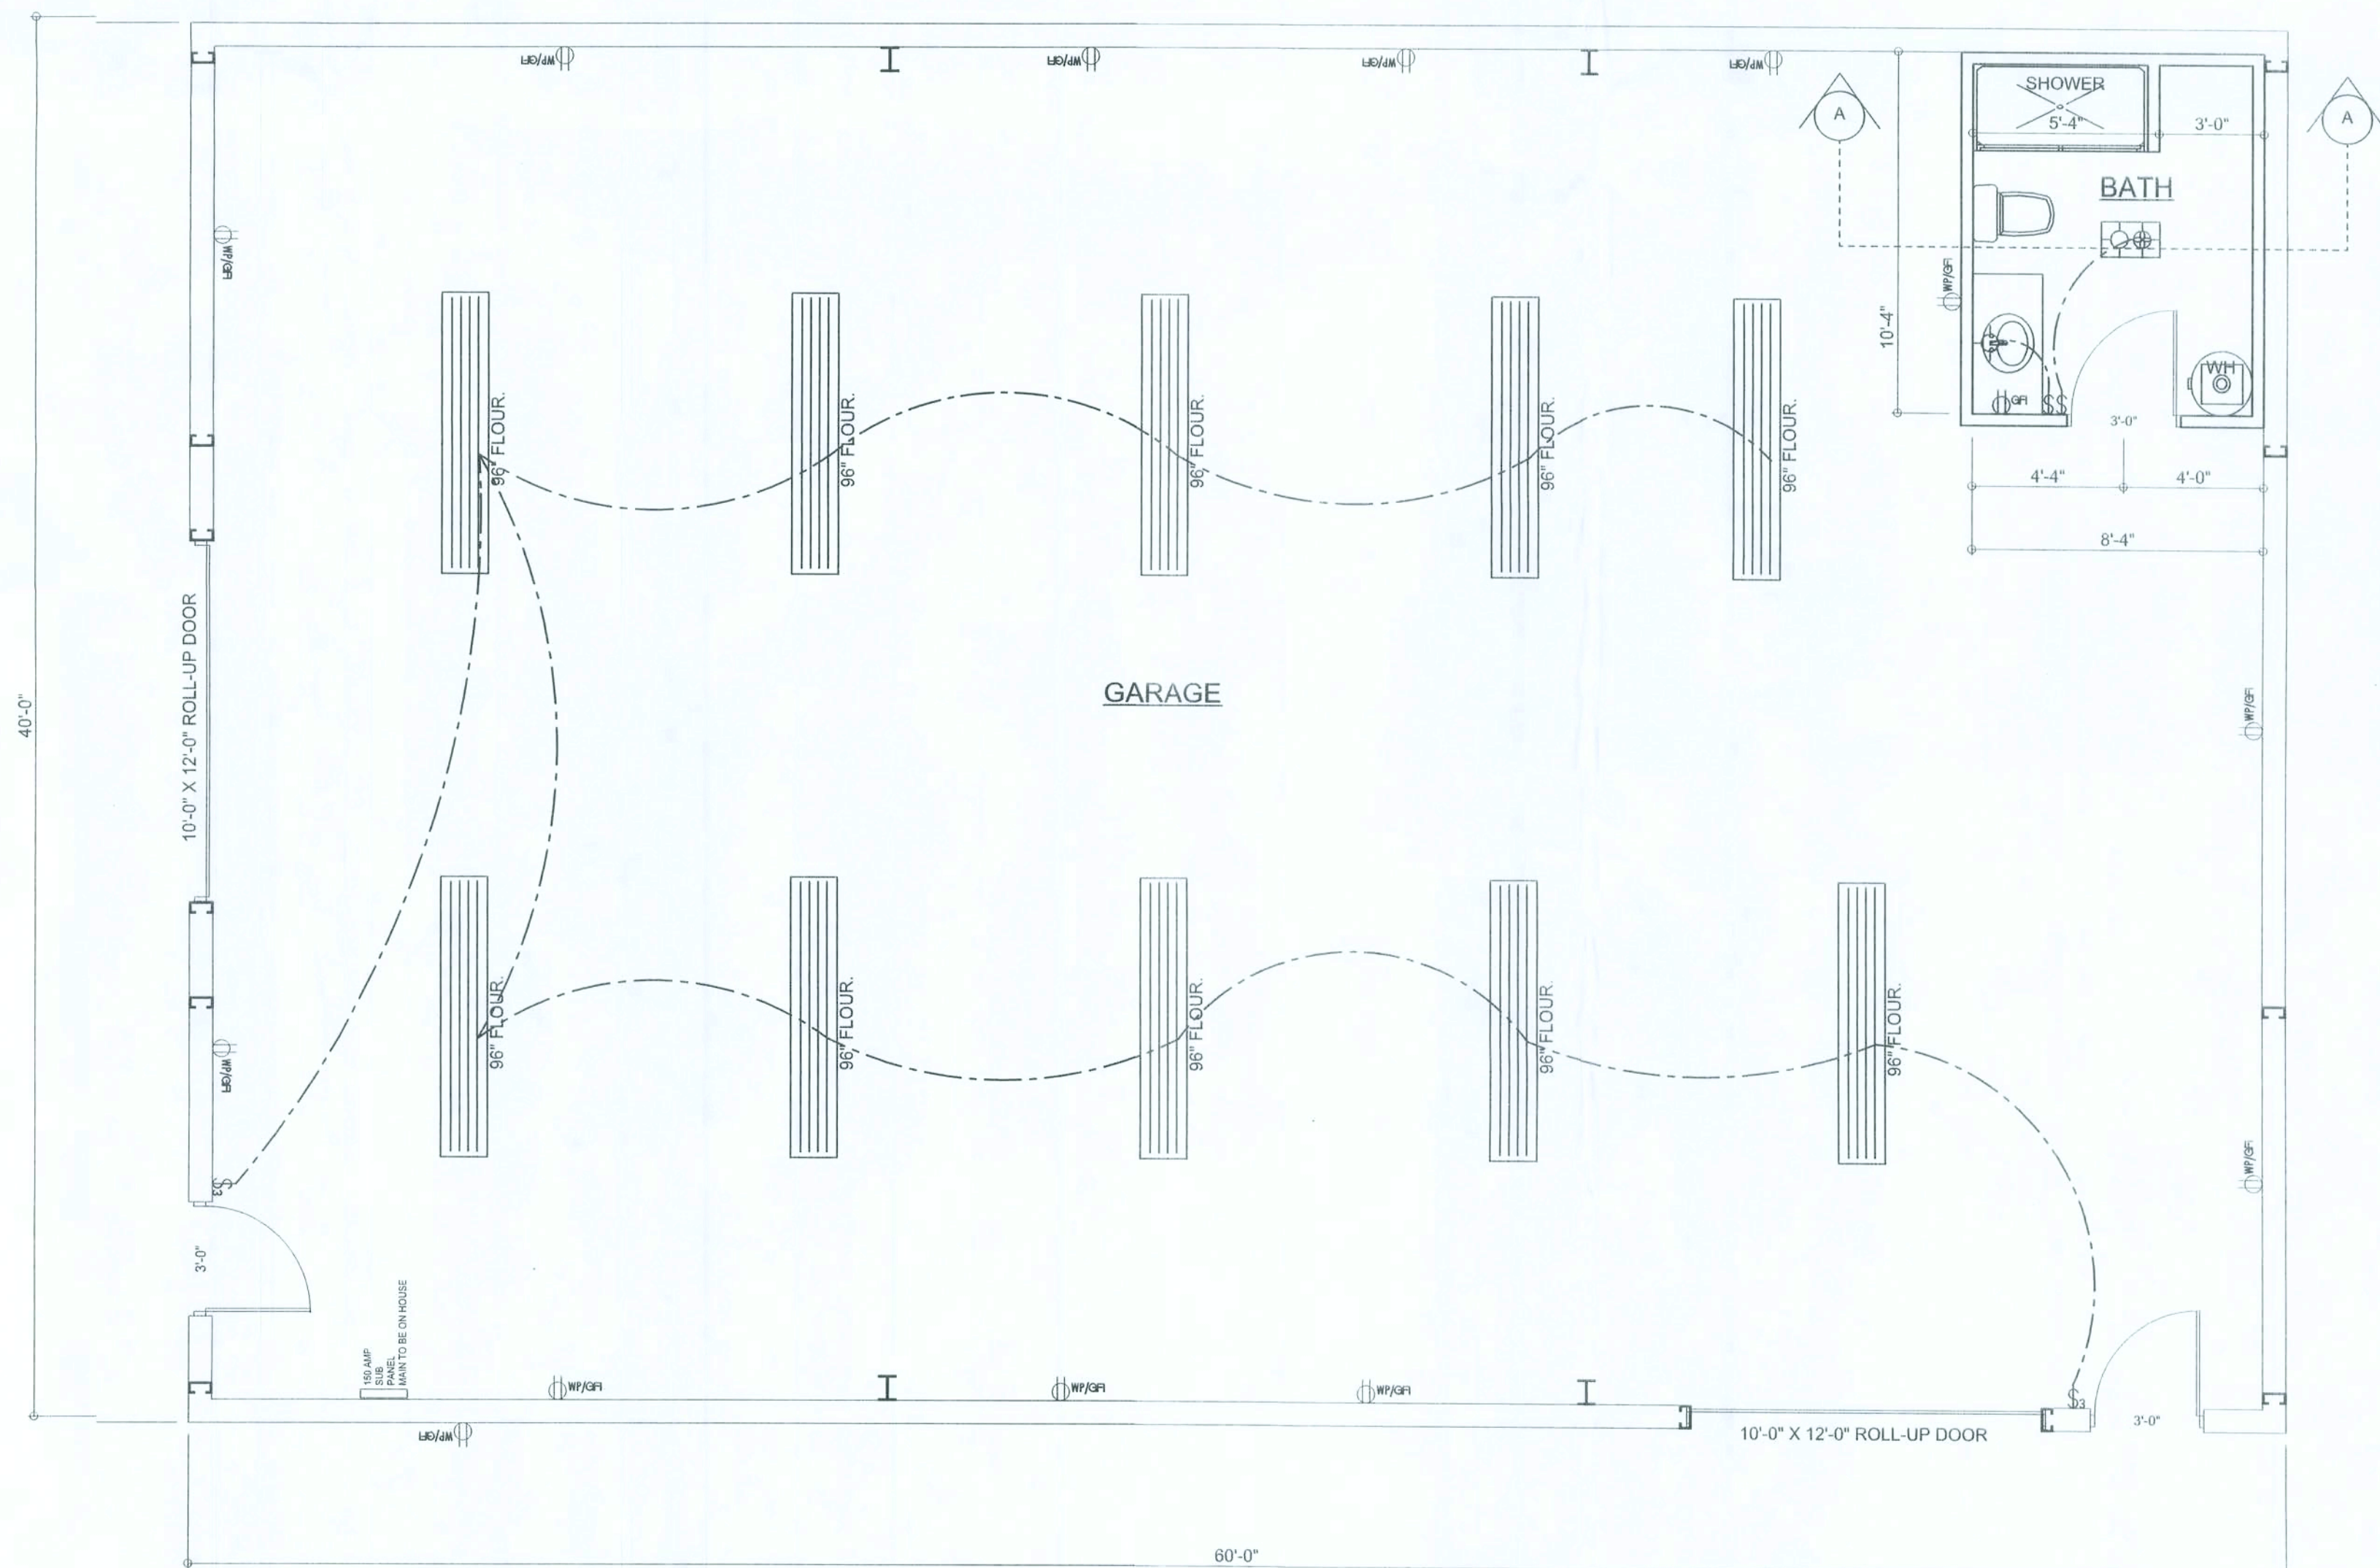 WP/GFI
WP/GFI
WP/GFI
WP/GFI
SHOWER
5'-4"
3'-0"
A
A
BATH
WP/GFI
WP/GFI
10'-4"
WH
GFI
$$
3'-0"
4'-4"
4'-0"
8'-4"
96" FLOUR.
96" FLOUR.
96" FLOUR.
96" FLOUR.
96" FLOUR.
40'-0"
10'-0" X 12'-0" ROLL-UP DOOR
GARAGE
WP/GFI
96" FLOUR.
96" FLOUR.
96" FLOUR.
96" FLOUR.
96" FLOUR.
WP/GFI
WP/GFI
$3
3'-0"
150 AMP
SUB
PANEL
MAIN TO BE ON HOUSE
WP/GFI
WP/GFI
WP/GFI
$3
3'-0"
WP/GFI
10'-0" X 12'-0" ROLL-UP DOOR
60'-0"